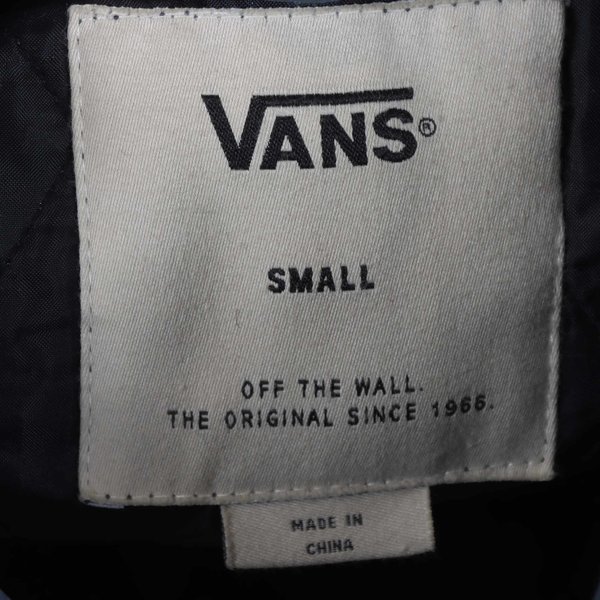 VANS®
SMALL
OFF THE WALL.
THE ORIGINAL SINCE 1966.
MADE IN
CHINA